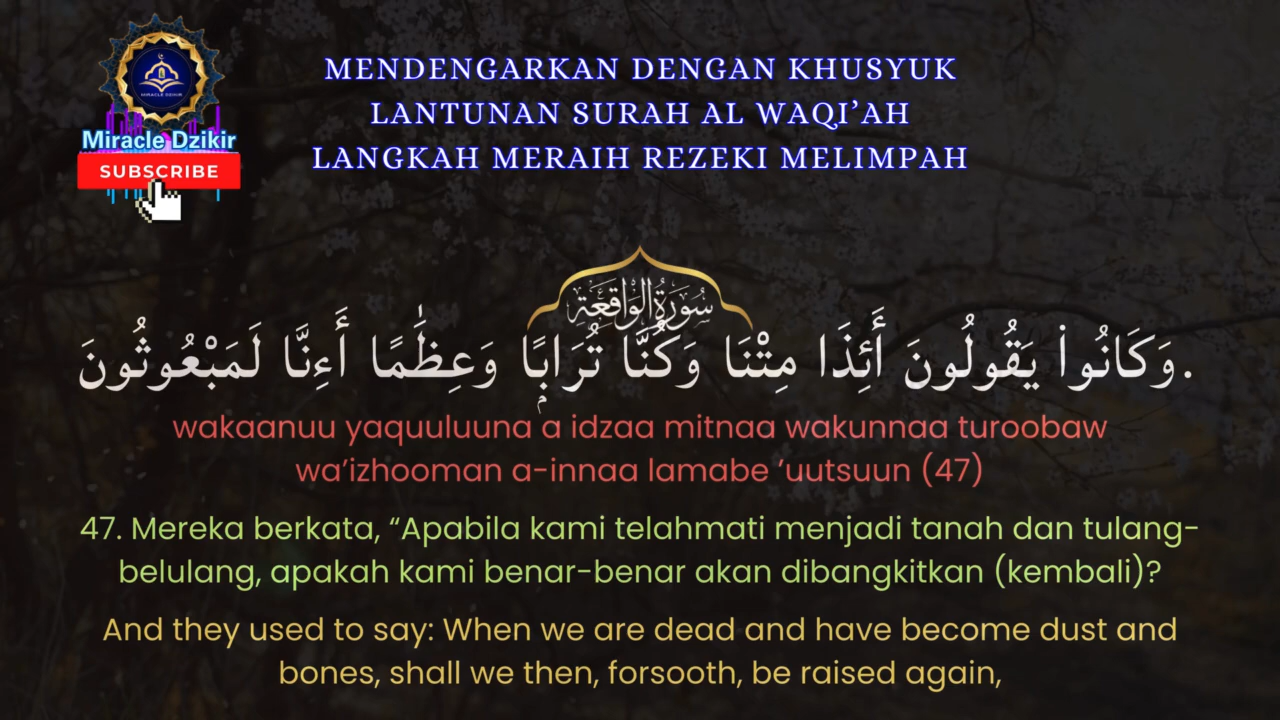 MENDENGARKAN DENGAN KHUSYUK
LANTUNAN SURAH AL WAQI’AH
LANGKAH MERAIH REZEKI MELIMPAH
MIRACLE DZIKIR
Miracle Dzikir
SUBSCRIBE
سُورَةُ الْوَاقِعَةِ
وَكَانُوا۟ يَقُولُونَ أَئِذَا مِتْنَا وَكُنَّا تُرَابًۭا وَعِظَٰمًا أَءِنَّا لَمَبْعُوثُونَ.
wakaanuu yaquuluuna a idzaa mitnaa wakunnaa turoobaw
wa’izhooman a-innaa lamabe ’uutsuun (47)
47. Mereka berkata, “Apabila kami telahmati menjadi tanah dan tulang-
belulang, apakah kami benar-benar akan dibangkitkan (kembali)?
And they used to say: When we are dead and have become dust and
bones, shall we then, forsooth, be raised again,